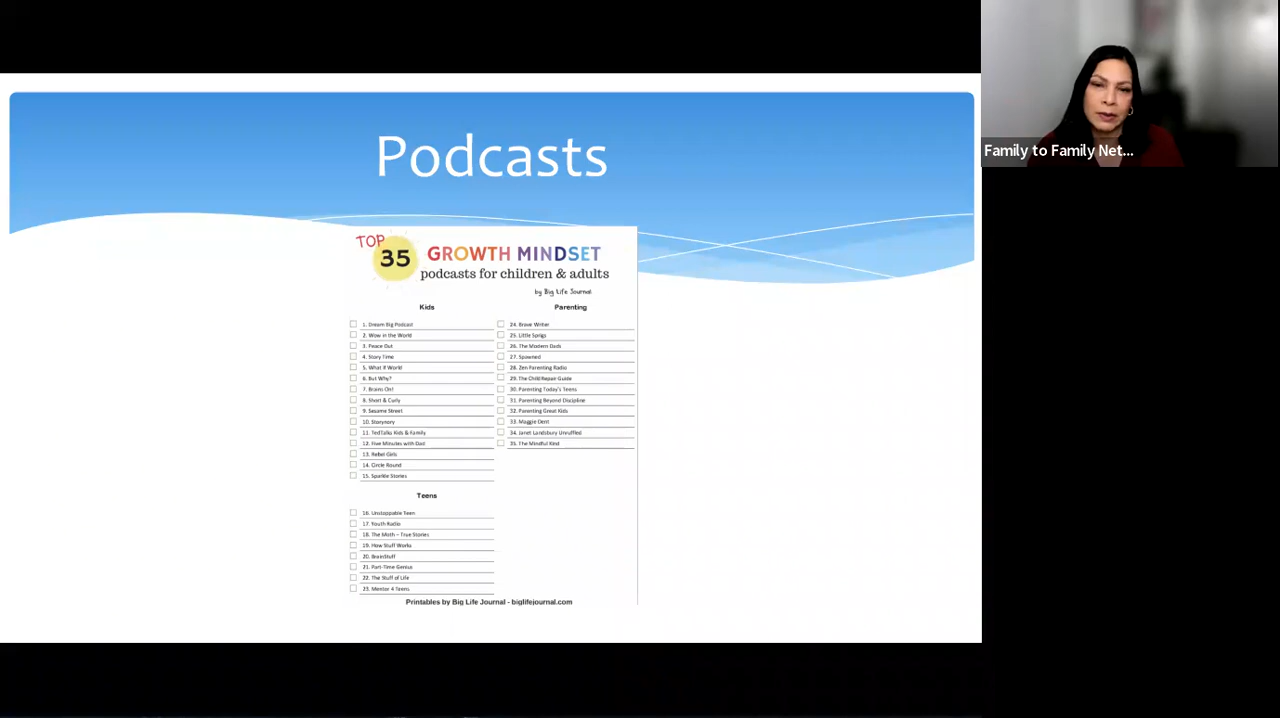 Podcasts
TOP
35
GROWTH MINDSET
podcasts for children & adults
by Big Life Journal
Kids
1. Dream Big Podcast
2. Wow in the World
3. Peace Out
4. Story Time
5. What If World
6. But Why?
7. Brains On!
8. Short & Curly
9. Sesame Street
10. Storynory
11. TedTalks Kids & Family
12. Five Minutes with Dad
13. Rebel Girls
14. Circle Round
15. Sparkle Stories
Teens
16. Unstoppable Teen
17. Youth Radio
18. The Moth – True Stories
19. How Stuff Works
20. BrainStuff
21. Part-Time Genius
22. The Stuff of Life
23. Mentor 4 Teens
Parenting
24. Brave Writer
25. Little Sprigs
26. The Modern Dads
27. Spawned
28. Zen Parenting Radio
29. The Child Repair Guide
30. Parenting Today's Teens
31. Parenting Beyond Discipline
32. Parenting Great Kids
33. Maggie Dent
34. Janet Landsbury Unruffled
35. The Mindful Kind
Printables by Big Life Journal - biglifejournal.com
Family to Family Net...